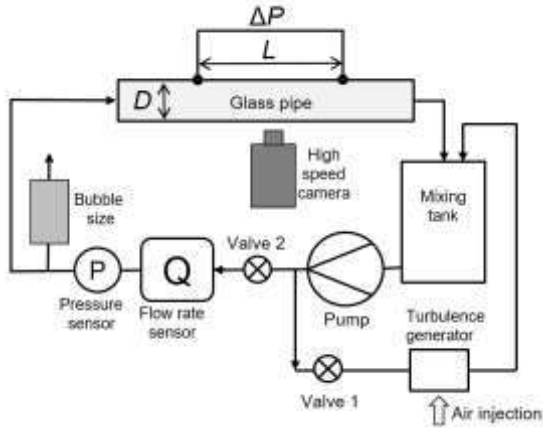 ΔP
L
D
Glass pipe
High
speed
camera
Mixing
tank
Bubble
size
Valve 2
P
Q
Pressure
sensor
Flow rate
sensor
Pump
Turbulence
generator
Valve 1
Air injection